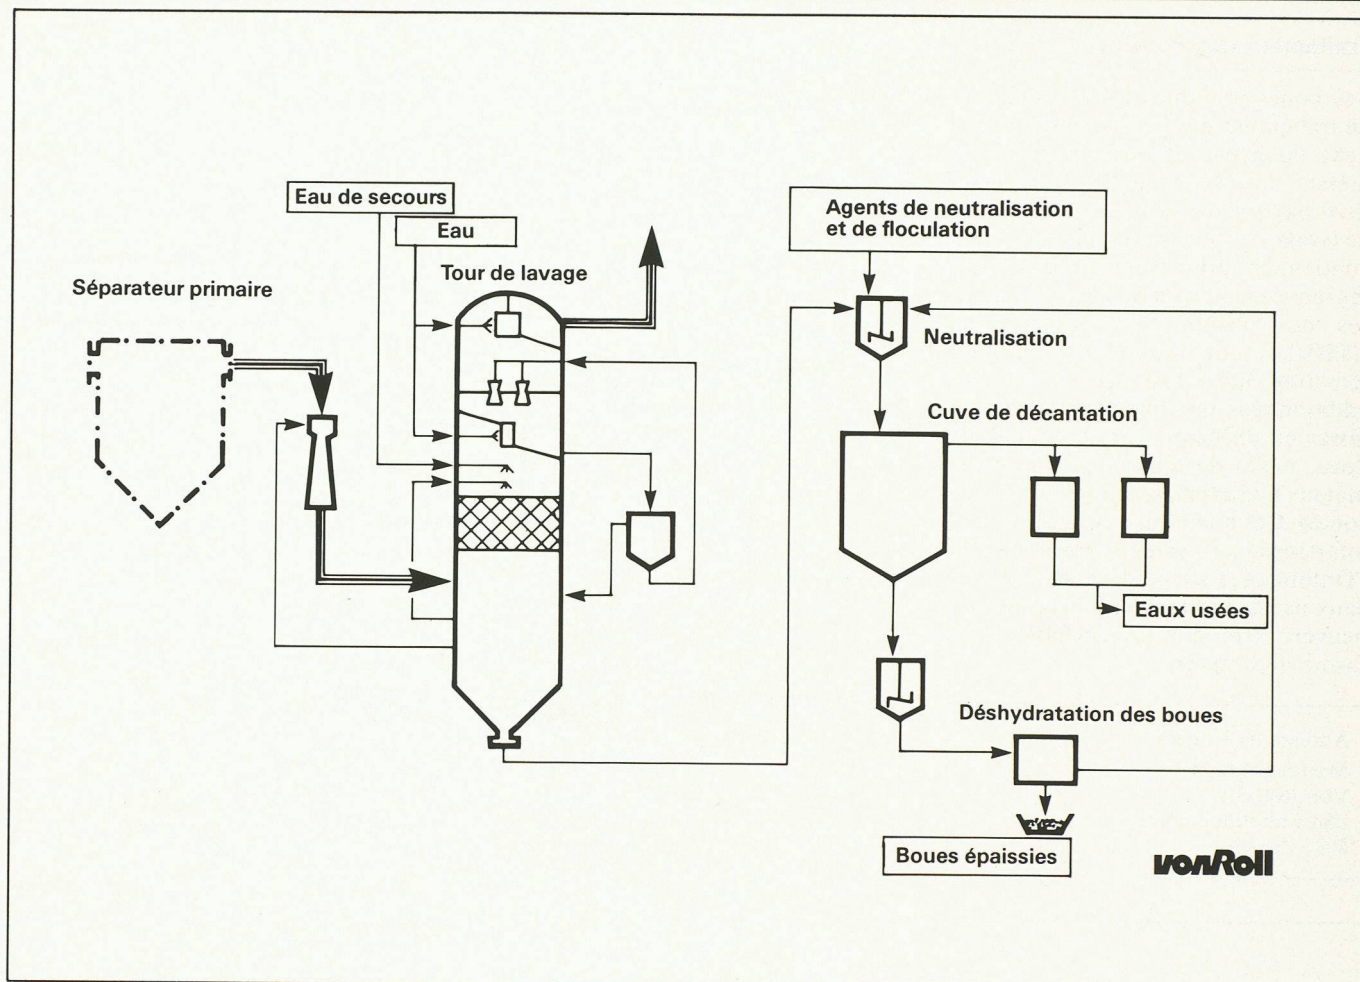 Eau de secours
Eau
Tour de lavage
Séparateur primaire
Agents de neutralisation
et de floculation
Neutralisation
Cuve de décantation
Eaux usées
Déshydratation des boues
Boues épaissies
vonRoll